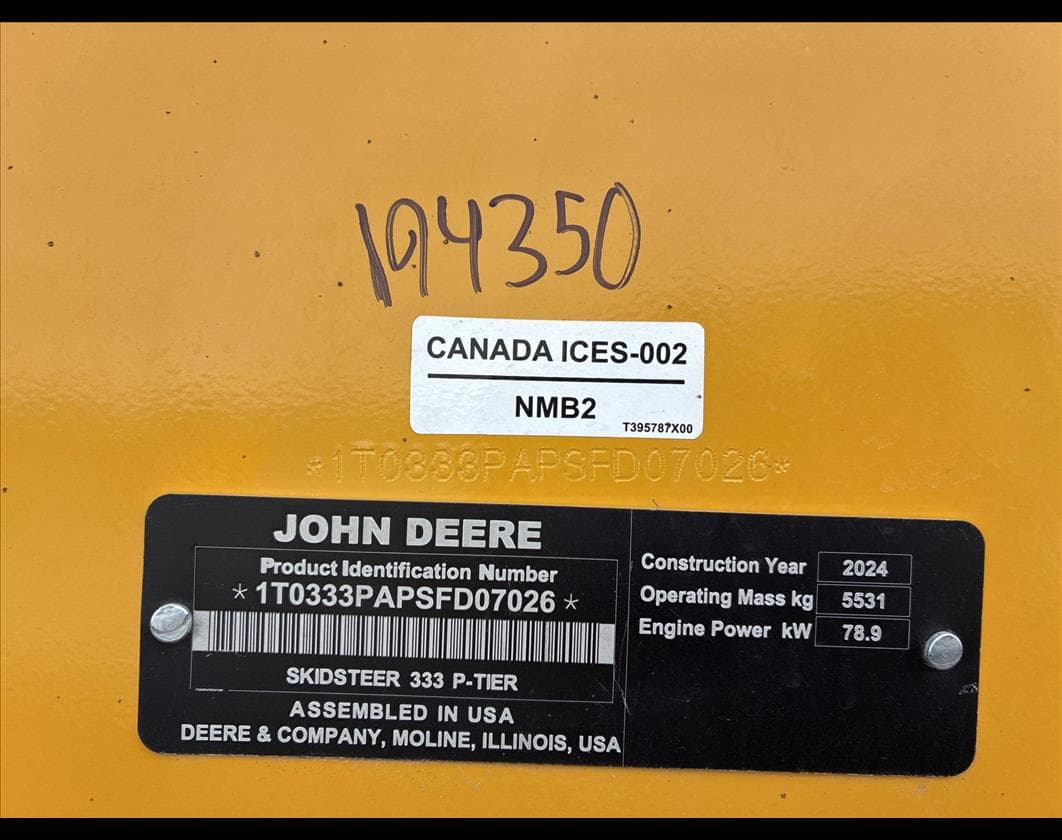 194350
CANADA ICES-002
NMB2
T395787X00
*1T0333PAPSFD07026*
JOHN DEERE
Product Identification Number
*1T0333PAPSFD07026*
SKIDSTEER 333 P-TIER
ASSEMBLED IN USA
DEERE & COMPANY, MOLINE, ILLINOIS, USA
Construction Year 2024
Operating Mass kg 5531
Engine Power kW 78.9